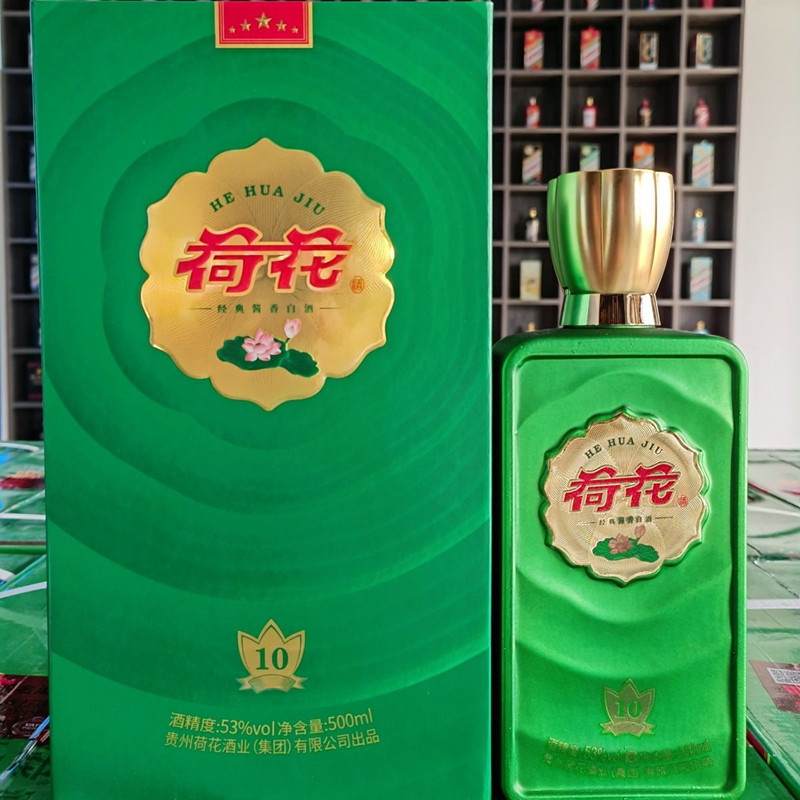 HE HUA JIU
荷花
经典酱香白酒
10
酒精度:53%vol 净含量:500ml
贵州荷花酒业(集团)有限公司出品
HE HUA JIU
荷花
经典酱香白酒
10